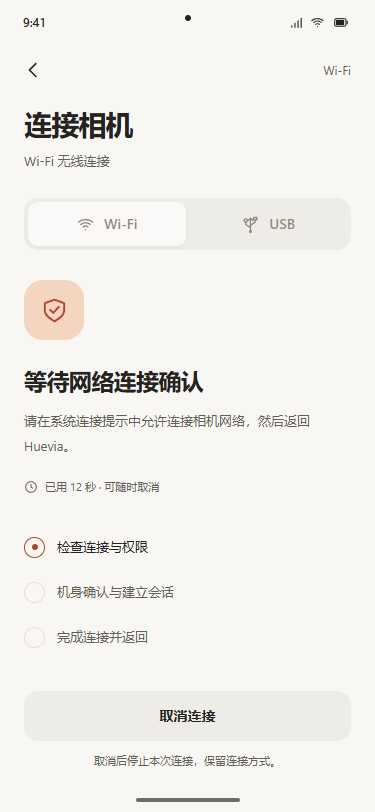 9:41
Wi-Fi
连接相机
Wi-Fi 无线连接
Wi-Fi
USB
等待网络连接确认
请在系统连接提示中允许连接相机网络，然后返回
Huevia。
已用 12 秒 · 可随时取消
检查连接与权限
机身确认与建立会话
完成连接并返回
取消连接
取消后停止本次连接，保留连接方式。